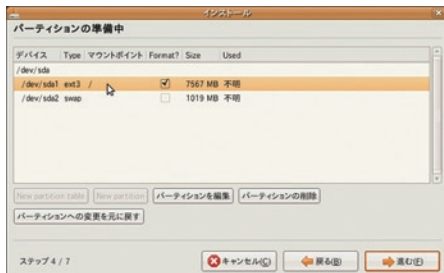 インストール
パーティションの準備中
デバイス Type マウントポイント Format? Size Used
/dev/sda
/dev/sda1 ext3 / 7567 MB 不明
/dev/sda2 swap 1019 MB 不明
New partition table New partition パーティションを編集 パーティションの削除
パーティションへの変更を元に戻す
ステップ 4 / 7 キャンセル(C) 戻る(B) 進む(F)